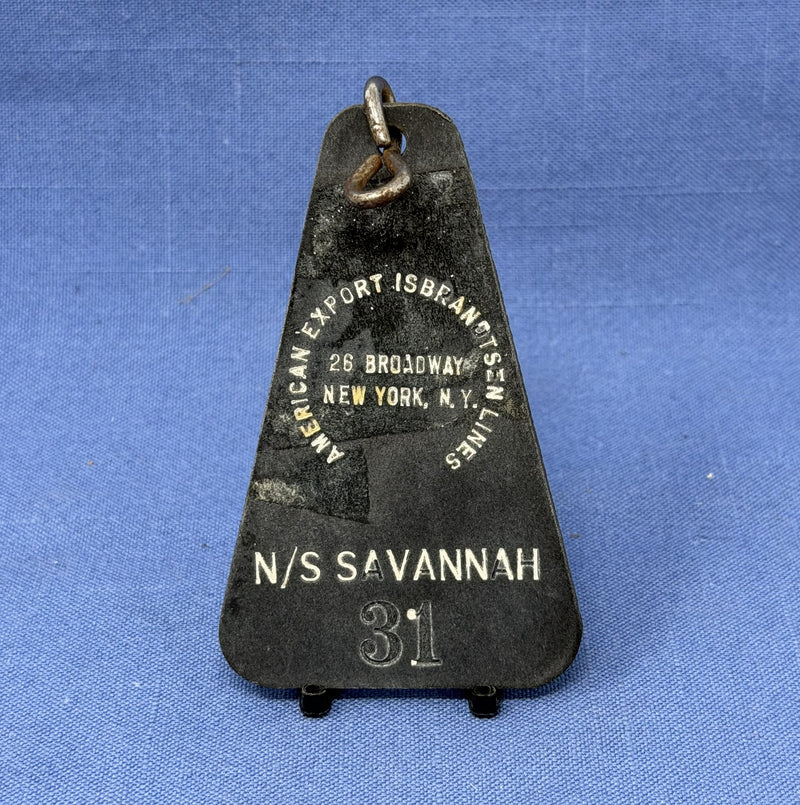 AMERICAN EXPORT ISBRANDTSEN LINES
26 BROADWAY
NEW YORK, N.Y.
N/S SAVANNAH
31